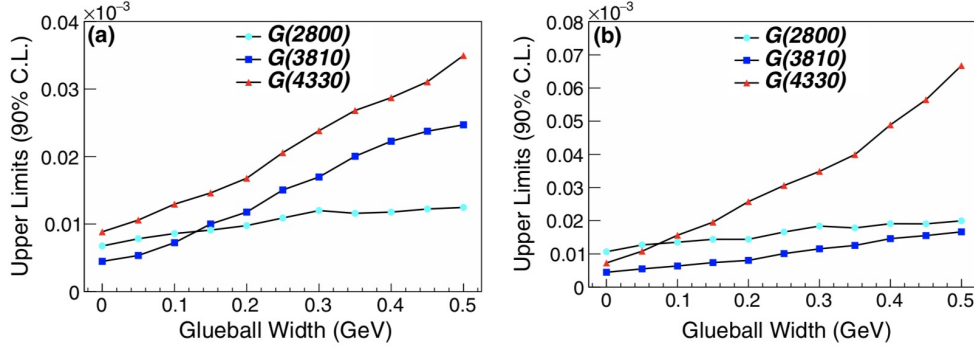 ×10⁻³
0.04
0.03
0.02
0.01
0
Upper Limits (90% C.L.)
(a)
G(2800)
G(3810)
G(4330)
0 0.1 0.2 0.3 0.4 0.5
Glueball Width (GeV)
×10⁻³
0.08
0.07
0.06
0.05
0.04
0.03
0.02
0.01
0
Upper Limits (90% C.L.)
(b)
G(2800)
G(3810)
G(4330)
0 0.1 0.2 0.3 0.4 0.5
Glueball Width (GeV)